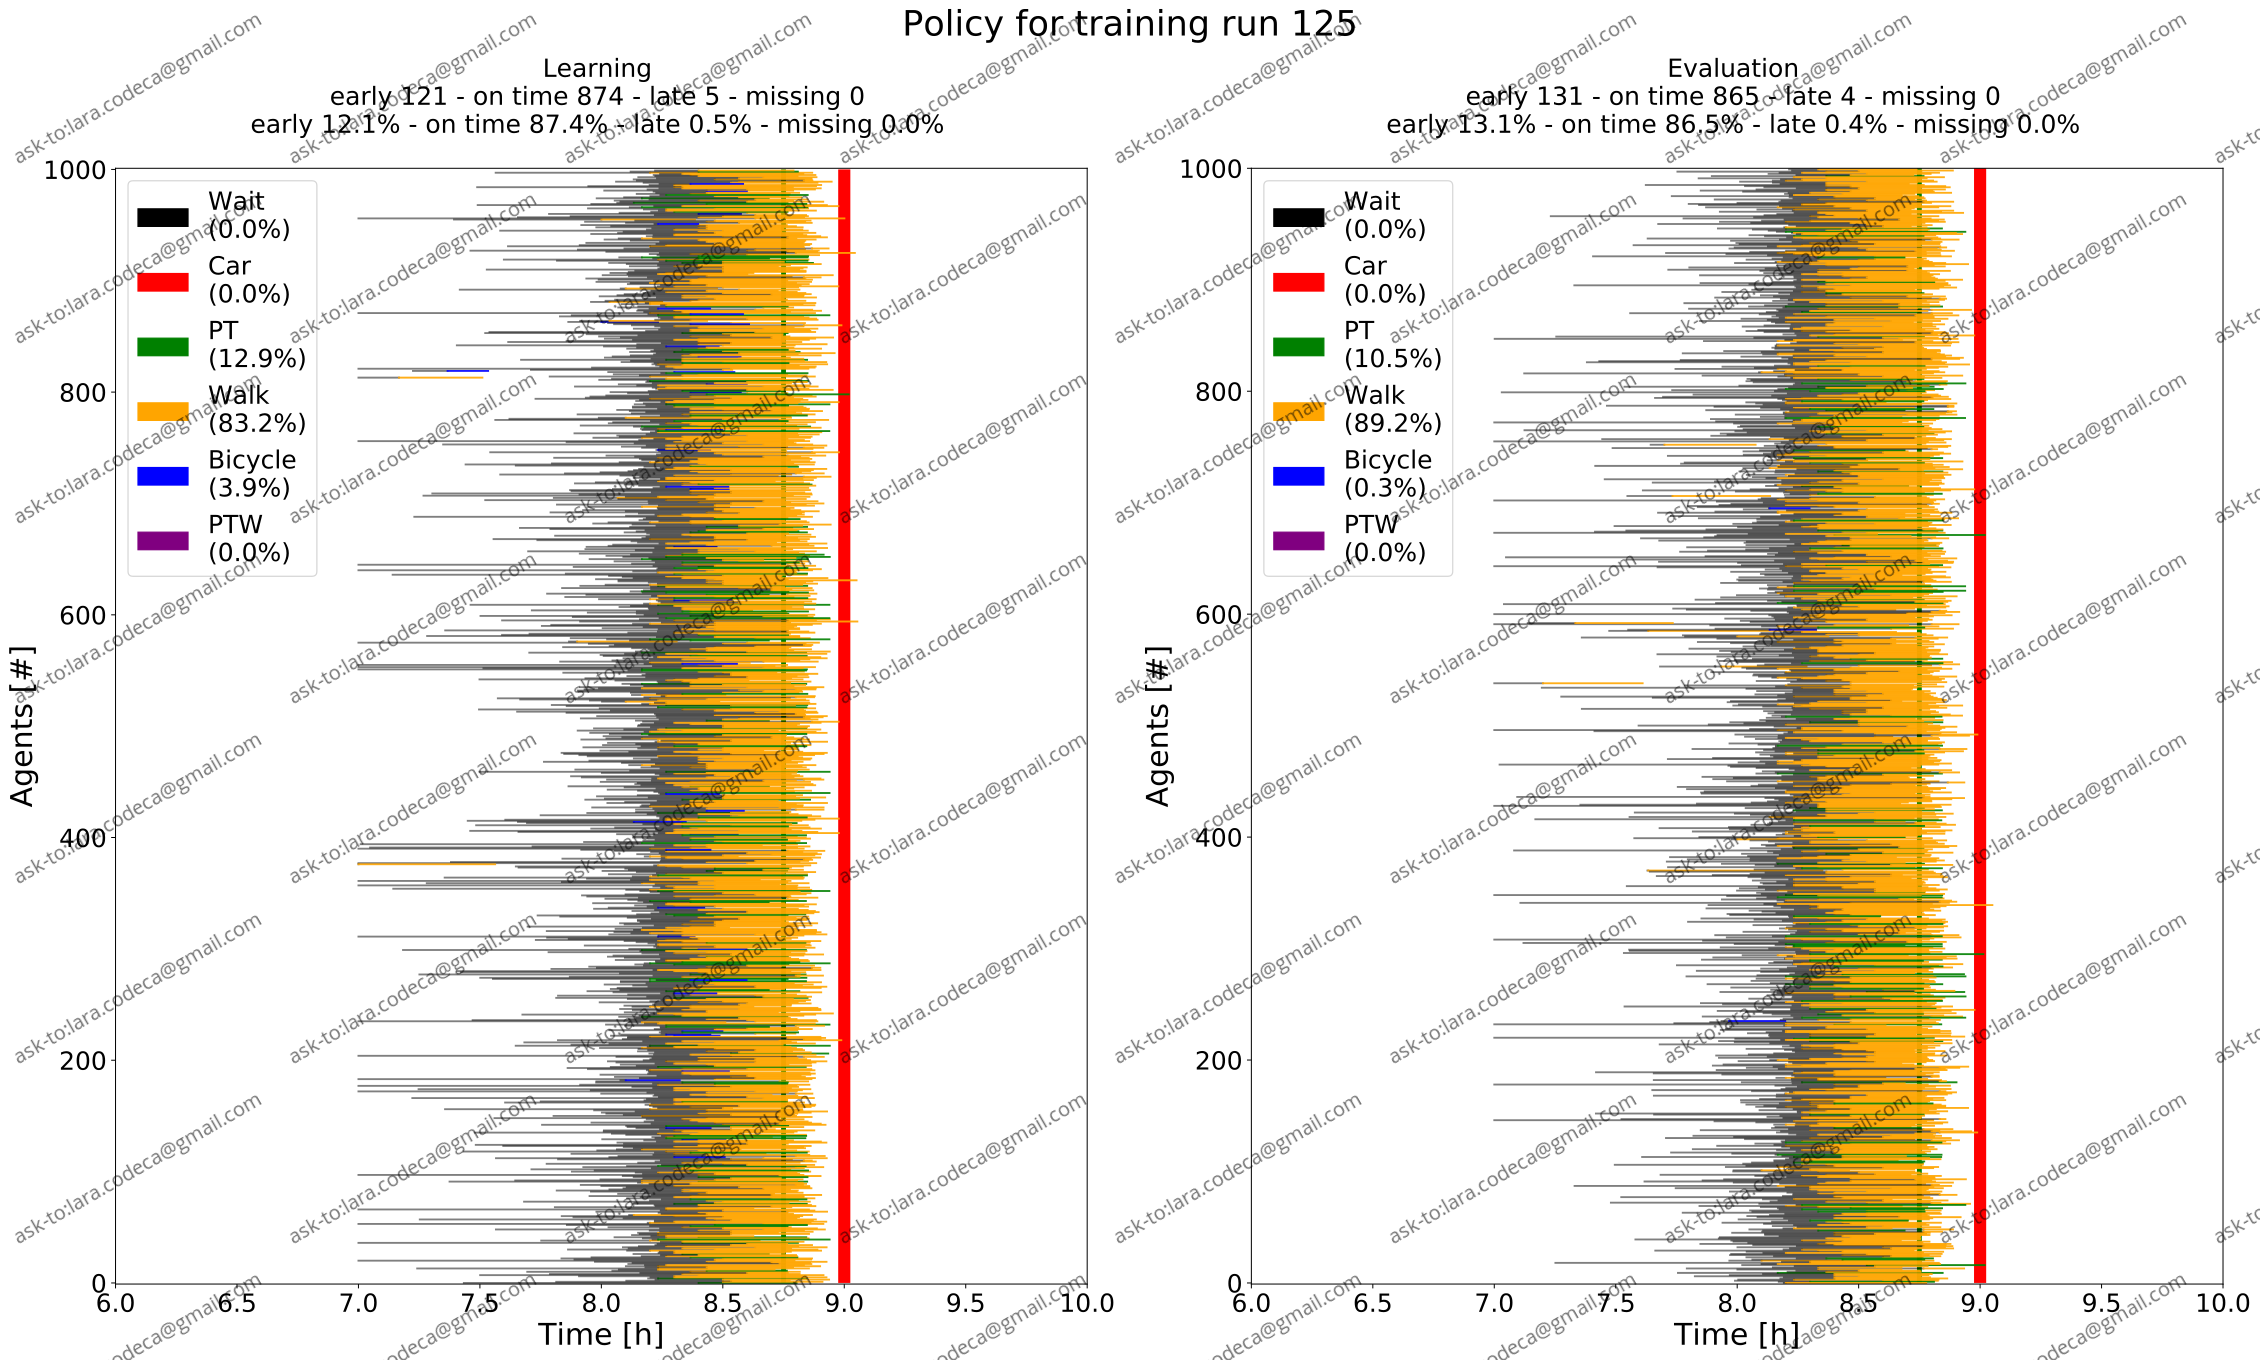 Policy for training run 125
Learning
early 121 - on time 874 - late 5 - missing 0
early 12.1% - on time 87.4% - late 0.5% - missing 0.0%
Evaluation
early 131 - on time 865 - late 4 - missing 0
early 13.1% - on time 86.5% - late 0.4% - missing 0.0%
Wait
(0.0%)
Car
(0.0%)
PT
(12.9%)
Walk
(83.2%)
Bicycle
(3.9%)
PTW
(0.0%)
Agents [#]
1000
800
600
400
200
0
6.0 6.5 7.0 7.5 8.0 8.5 9.0 9.5 10.0
Time [h]
Wait
(0.0%)
Car
(0.0%)
PT
(10.5%)
Walk
(89.2%)
Bicycle
(0.3%)
PTW
(0.0%)
Agents [#]
1000
800
600
400
200
0
6.0 6.5 7.0 7.5 8.0 8.5 9.0 9.5 10.0
Time [h]
ask-to:lara.codeca@gmail.com